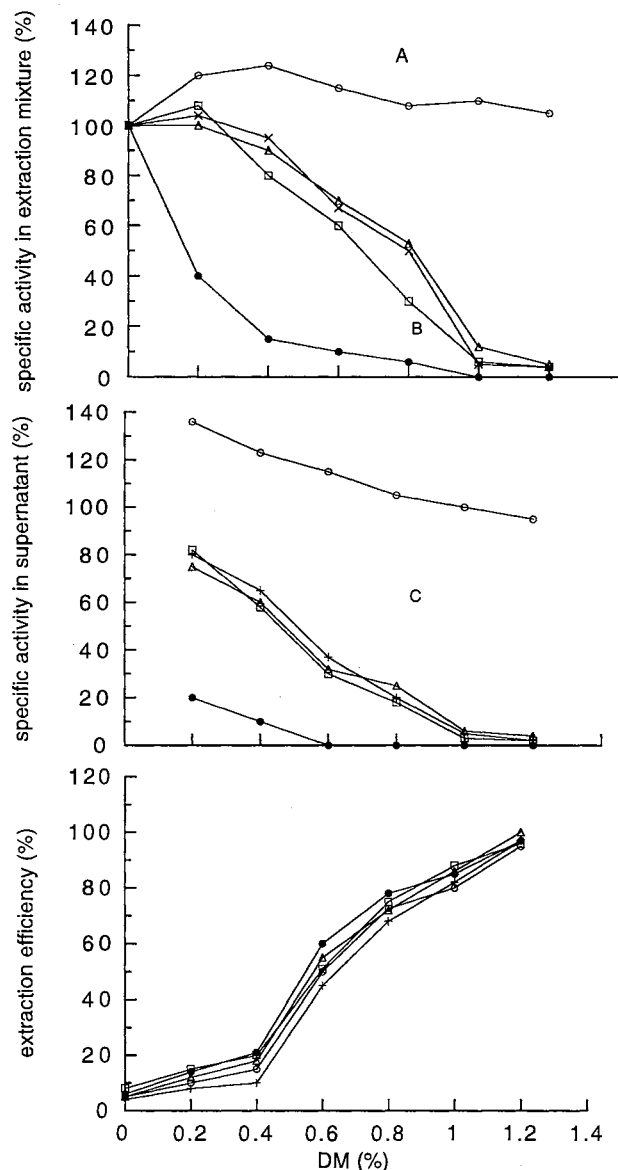 specific activity in extraction mixture (%)
140
120
100
80
60
40
20
0
A
B
specific activity in supernatant (%)
140
120
100
80
60
40
20
0
C
extraction efficiency (%)
120
100
80
60
40
20
0
0 0.2 0.4 0.6 0.8 1 1.2 1.4
DM (%)